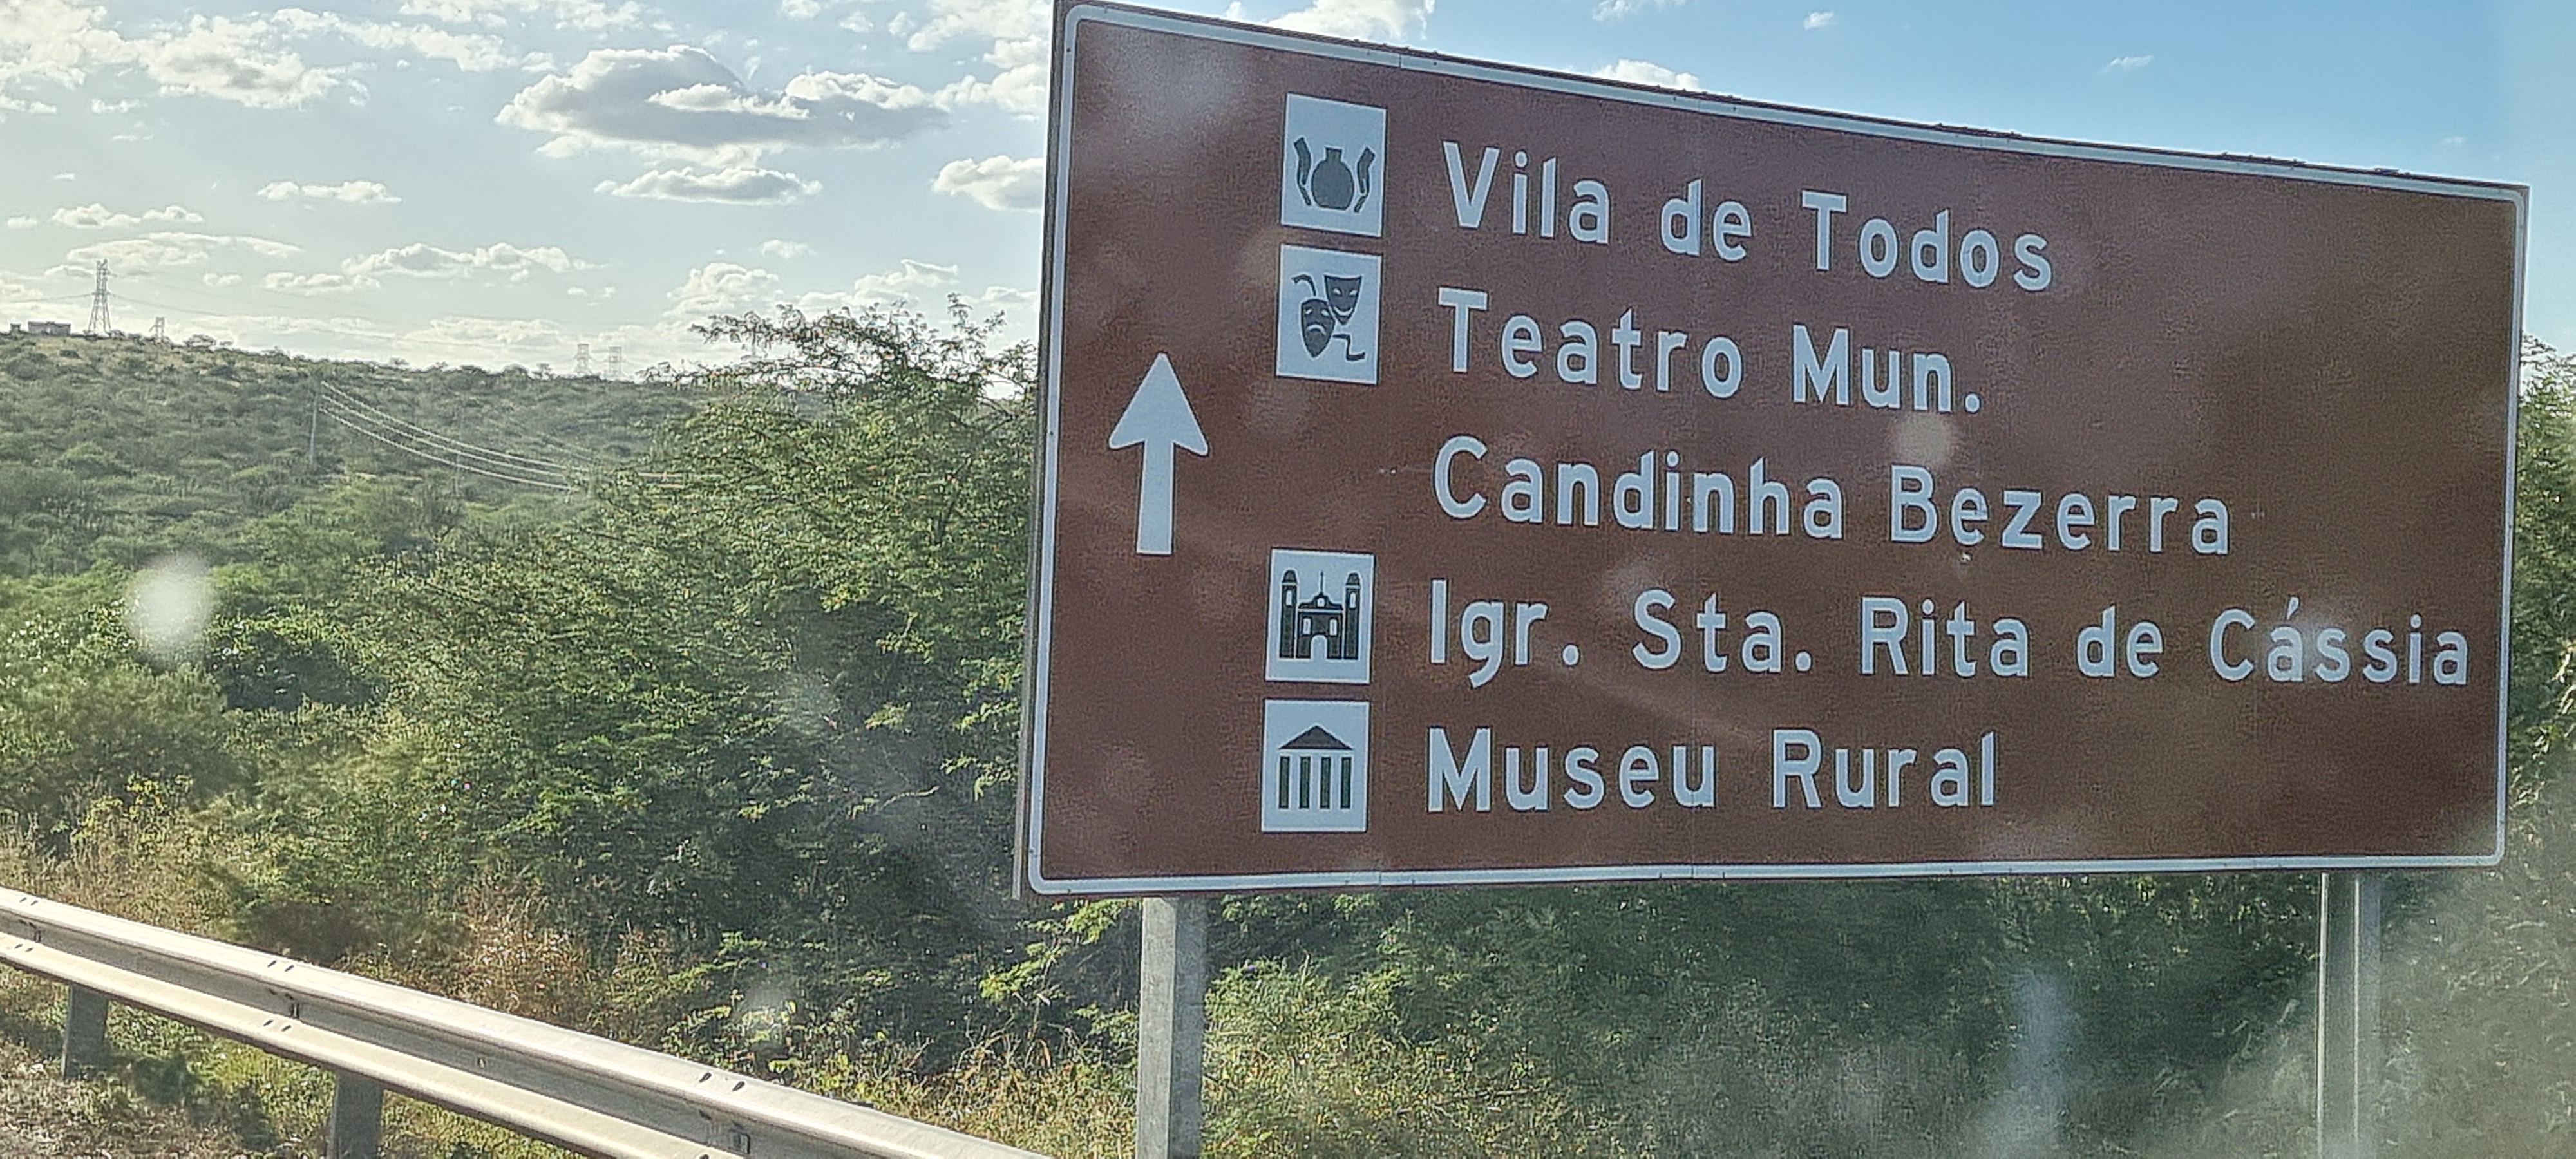 Vila de Todos
Teatro Mun.
Candinha Bezerra
Igr. Sta. Rita de Cássia
Museu Rural